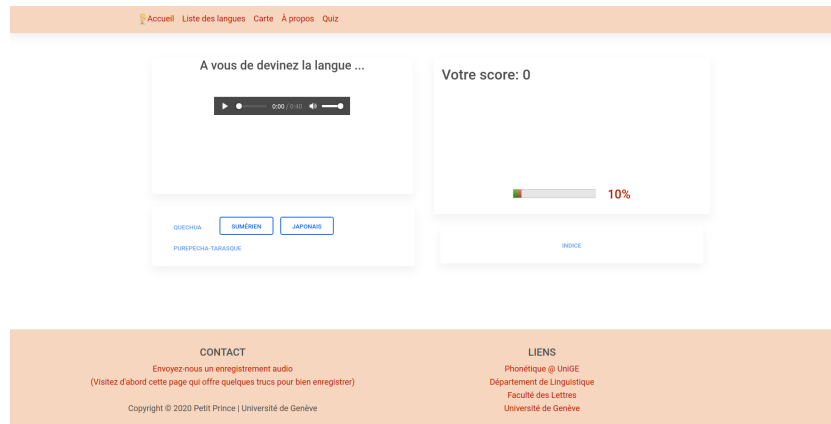 Accueil Liste des langues Carte À propos Quiz
A vous de devinez la langue ...
0:00 / 0:40
QUECHUA SUMÉRIEN JAPONAIS
PUREPECHA-TARASQUE
Votre score: 0
10%
INDICE
CONTACT
Envoyez-nous un enregistrement audio
(Visitez d'abord cette page qui offre quelques trucs pour bien enregistrer)
Copyright © 2020 Petit Prince | Université de Genève
LIENS
Phonétique @ UniGE
Département de Linguistique
Faculté des Lettres
Université de Genève